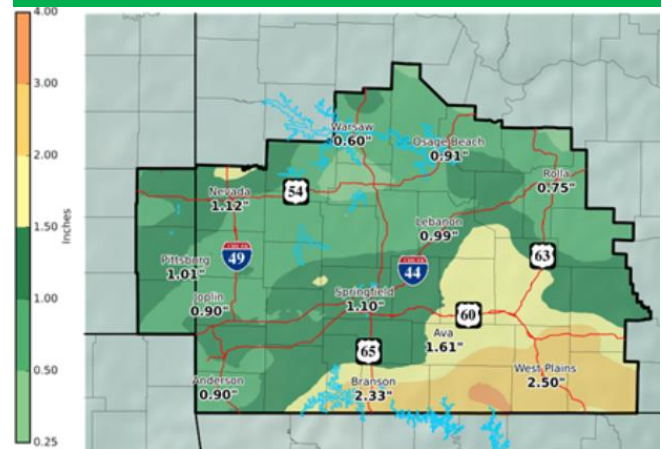 4.00
3.00
2.00
1.50
1.00
0.50
0.25
Inches
Warsaw
0.60"
Osage Beach
0.91"
Rolla
0.75"
Nevada
1.12"
54
Lebanon
0.99"
Pittsburg
1.01"
49
44
63
Joplin
0.90"
Springfield
1.10"
60
Ava
1.61"
65
Anderson
0.90"
Branson
2.33"
West Plains
2.50"